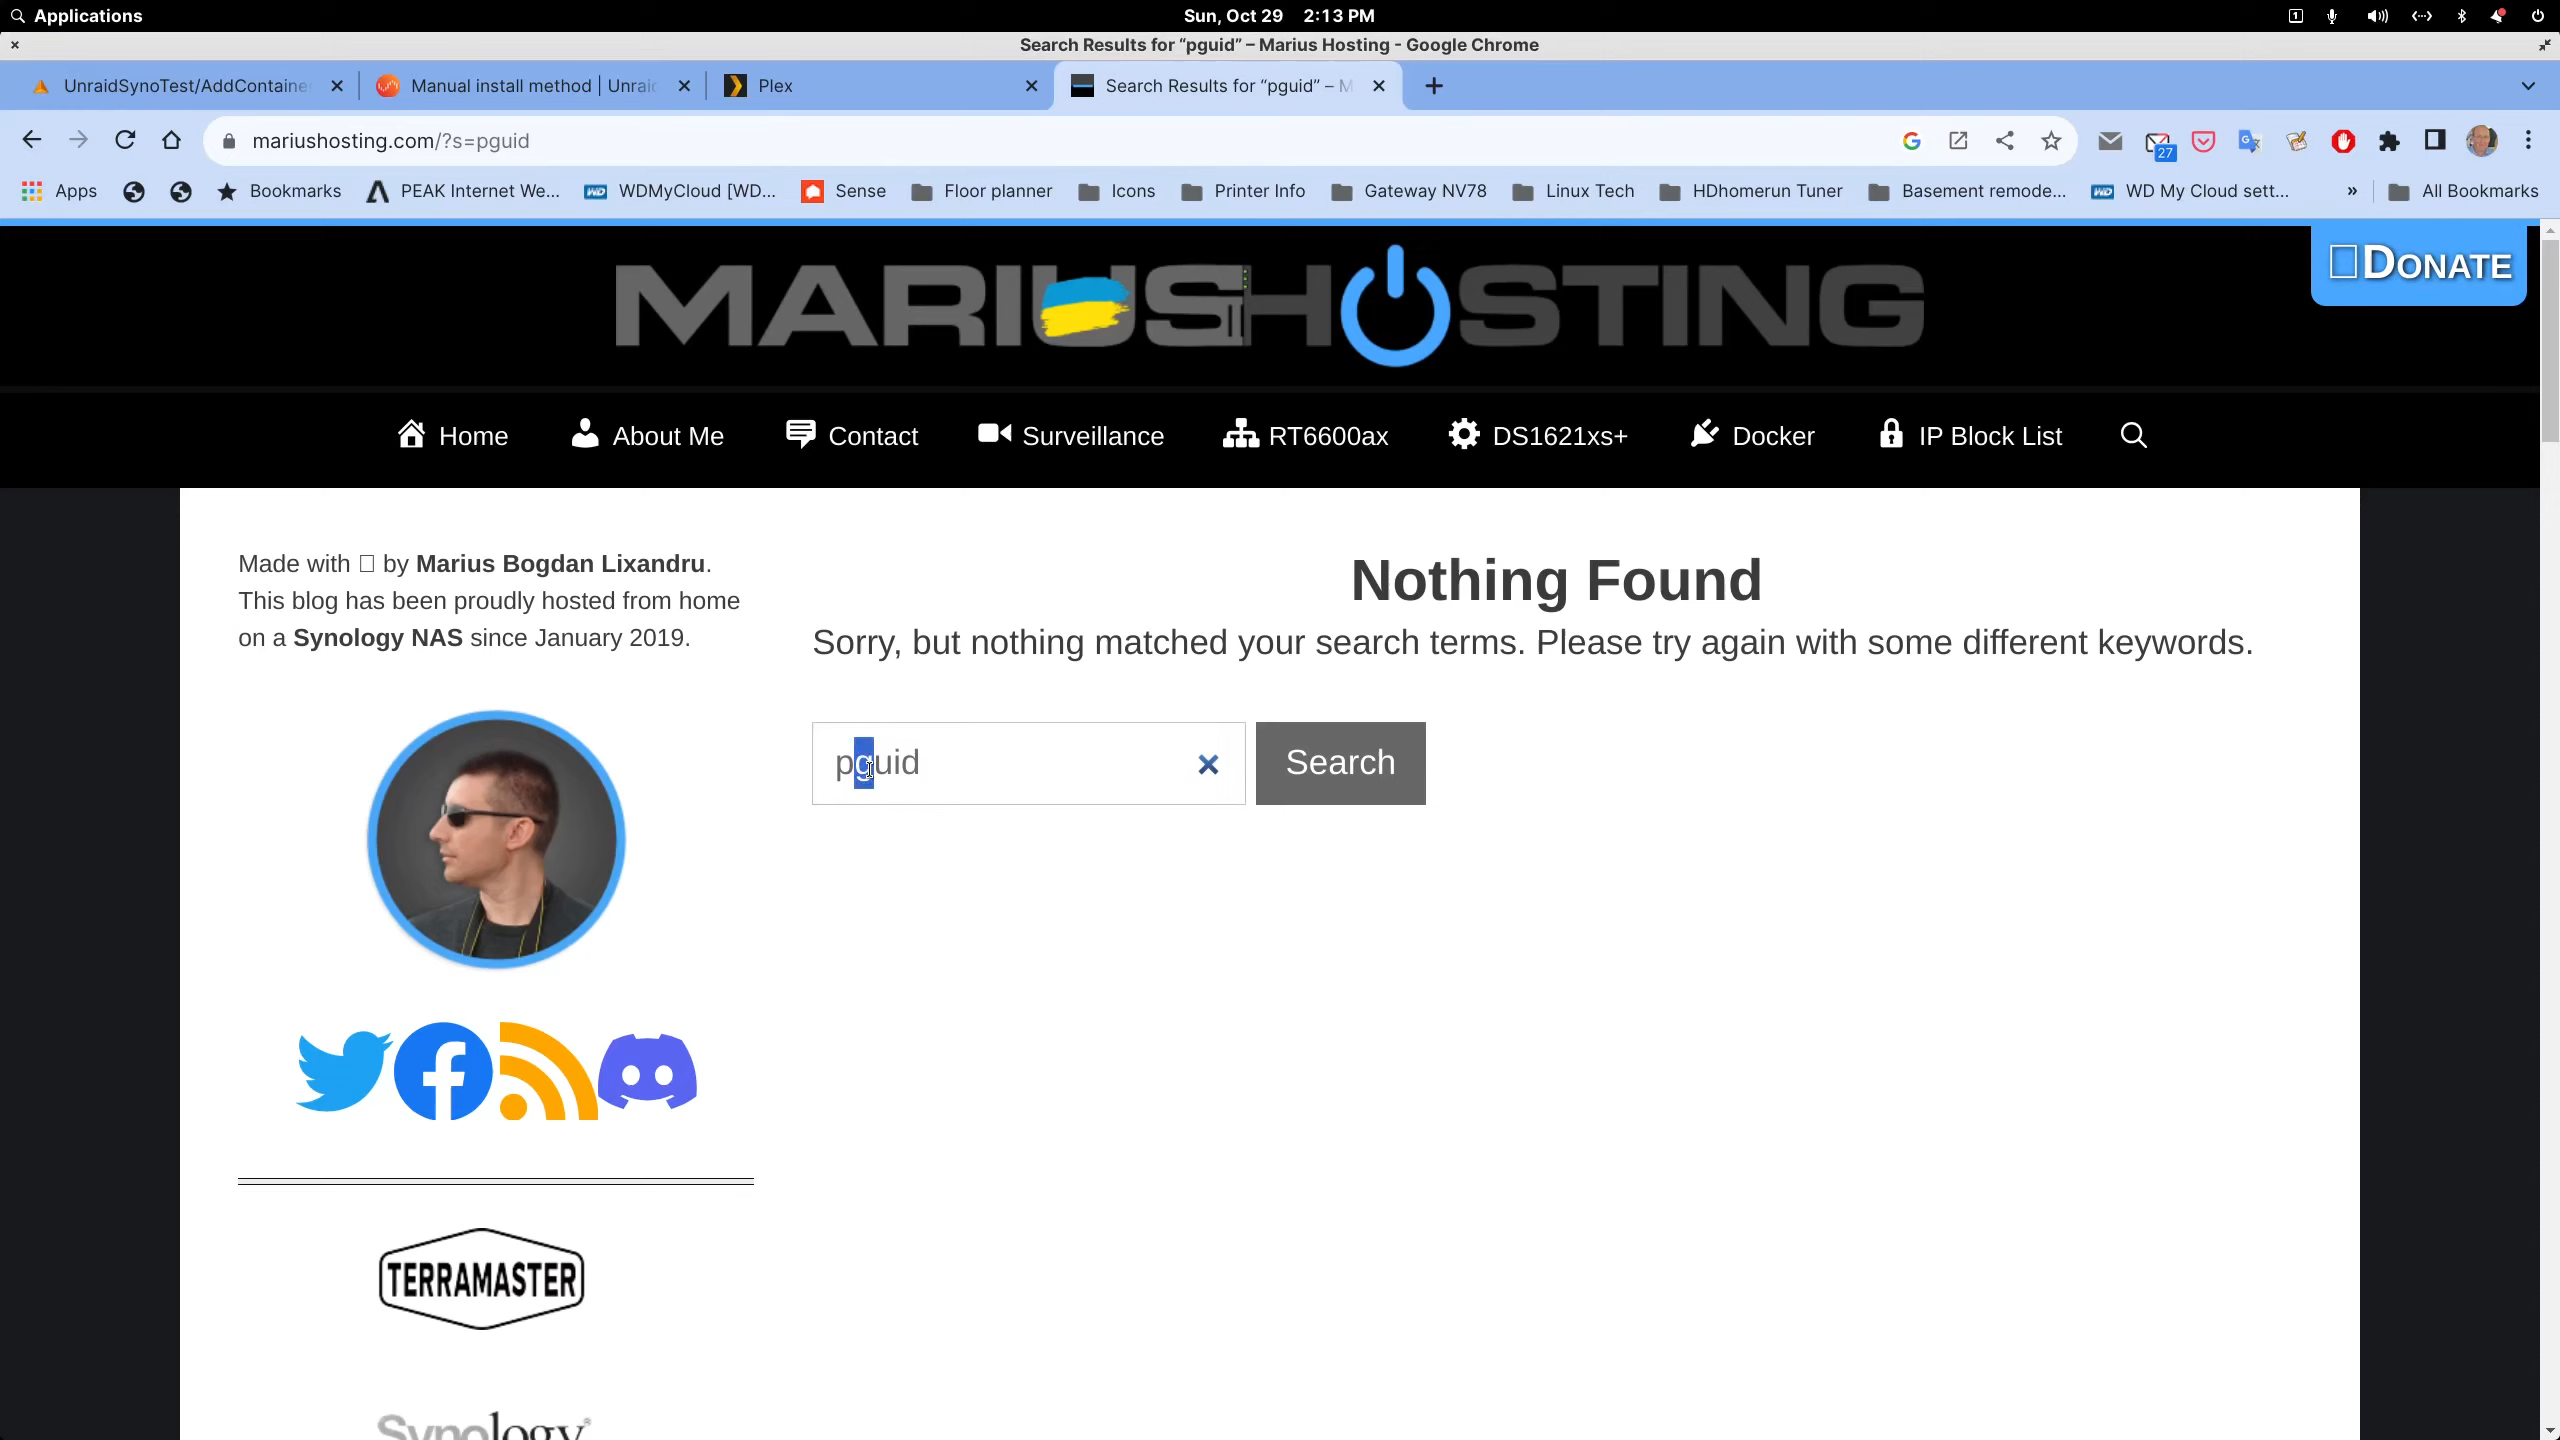 Applications
Sun, Oct 29 2:13 PM
1
Search Results for “pguid” – Marius Hosting - Google Chrome
UnraidSynoTest/AddContaine
Manual install method | Unrai
Plex
Search Results for “pguid” – M
mariushosting.com/?s=pguid
27
Apps
Bookmarks
PEAK Internet We...
WDMyCloud [WD...
Sense
Floor planner
Icons
Printer Info
Gateway NV78
Linux Tech
HDhomerun Tuner
Basement remode...
WD My Cloud sett...
»
All Bookmarks
MARIUSHOSTING
DONATE
Home
About Me
Contact
Surveillance
RT6600ax
DS1621xs+
Docker
IP Block List
Made with by Marius Bogdan Lixandru.
This blog has been proudly hosted from home
on a Synology NAS since January 2019.
Nothing Found
Sorry, but nothing matched your search terms. Please try again with some different keywords.
pguid
Search
TERRAMASTER
Synology